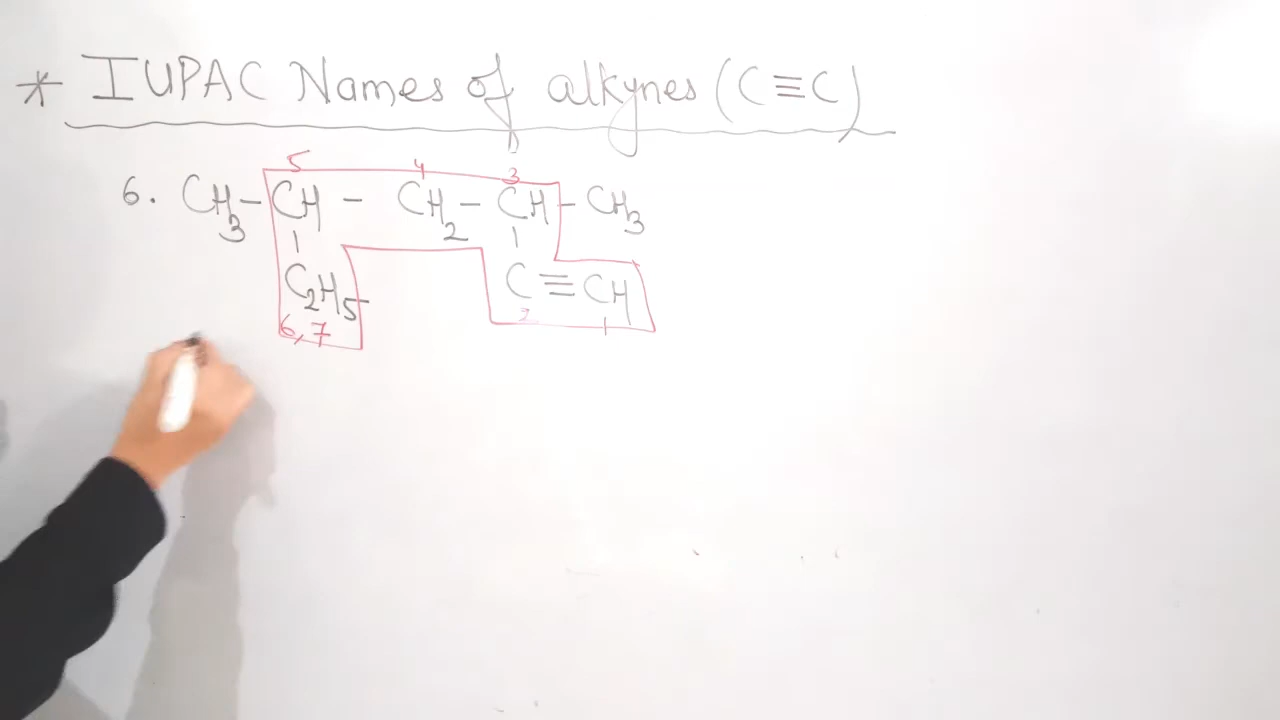 * IUPAC Names of alkynes (C≡C)
5 4 3
6. CH3-CH - CH2-CH-CH3
C2H5 C≡CH
6,7 2 1